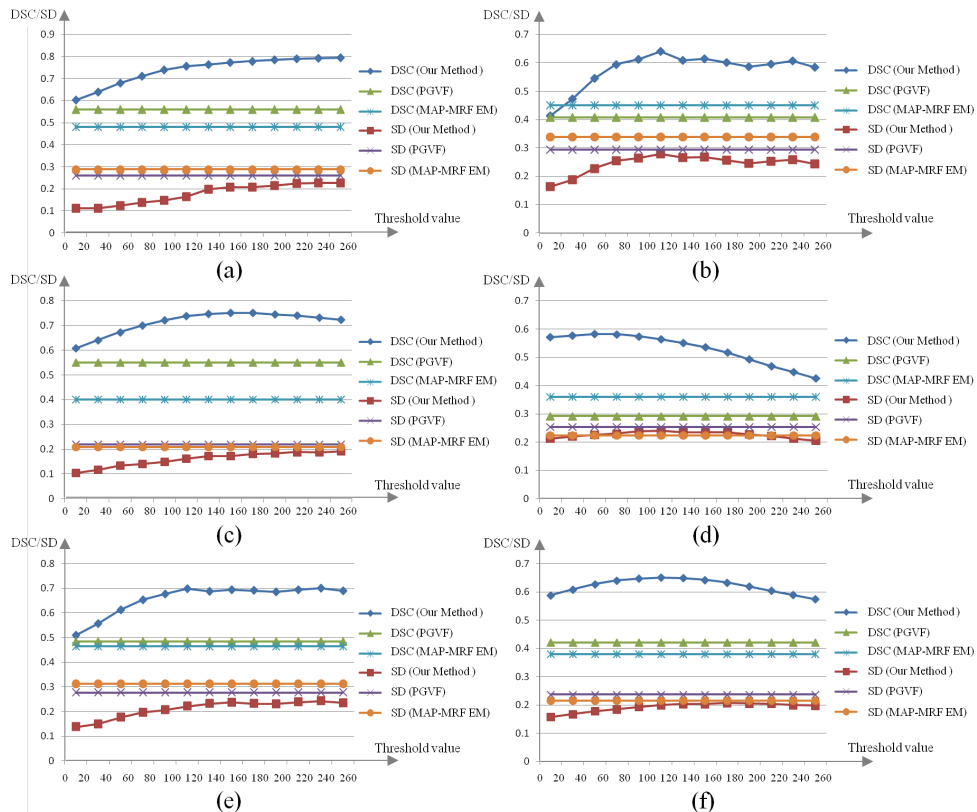 DSC/SD
0.9
0.8
0.7
0.6
0.5
0.4
0.3
0.2
0.1
0
0 20 40 60 80 100 120 140 160 180 200 220 240 260
Threshold value
DSC (Our Method )
DSC (PGVF)
DSC (MAP-MRF EM)
SD (Our Method )
SD (PGVF)
SD (MAP-MRF EM)
(a)
DSC/SD
0.7
0.6
0.5
0.4
0.3
0.2
0.1
0
0 20 40 60 80 100 120 140 160 180 200 220 240 260
Threshold value
DSC (Our Method )
DSC (PGVF)
DSC (MAP-MRF EM)
SD (Our Method )
SD (PGVF)
SD (MAP-MRF EM)
(b)
DSC/SD
0.8
0.7
0.6
0.5
0.4
0.3
0.2
0.1
0
0 20 40 60 80 100 120 140 160 180 200 220 240 260
Threshold value
DSC (Our Method )
DSC (PGVF)
DSC (MAP-MRF EM)
SD (Our Method )
SD (PGVF)
SD (MAP-MRF EM)
(c)
0.7
0.6
0.5
0.4
0.3
0.2
0.1
0
0 20 40 60 80 100 120 140 160 180 200 220 240 260
DSC/SD
Threshold value
DSC (Our Method )
DSC (PGVF)
DSC (MAP-MRF EM)
SD (Our Method )
SD (PGVF)
SD (MAP-MRF EM)
(d)
DSC/SD
0.8
0.7
0.6
0.5
0.4
0.3
0.2
0.1
0
0 20 40 60 80 100 120 140 160 180 200 220 240 260
Threshold value
DSC (Our Method )
DSC (PGVF)
DSC (MAP-MRF EM)
SD (Our Method )
SD (PGVF)
SD (MAP-MRF EM)
(e)
DSC/SD
0.7
0.6
0.5
0.4
0.3
0.2
0.1
0
0 20 40 60 80 100 120 140 160 180 200 220 240 260
Threshold value
DSC (Our Method )
DSC (PGVF)
DSC (MAP-MRF EM)
SD (Our Method )
SD (PGVF)
SD (MAP-MRF EM)
(f)